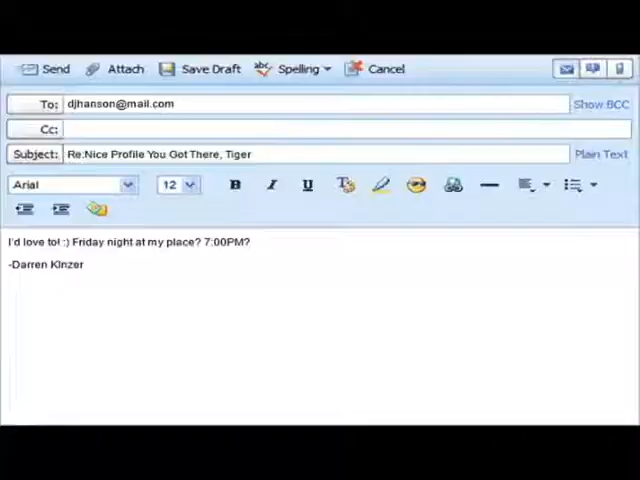 Send Attach abc Spelling Save Draft Cancel
To: djhanson@mail.com Show BCC
Cc:
Subject: Re:Nice Profile You Got There, Tiger Plain Text
Arial 12 B I U T
I'd love to! :) Friday night at my place? 7:00PM?
-Darren KInzer